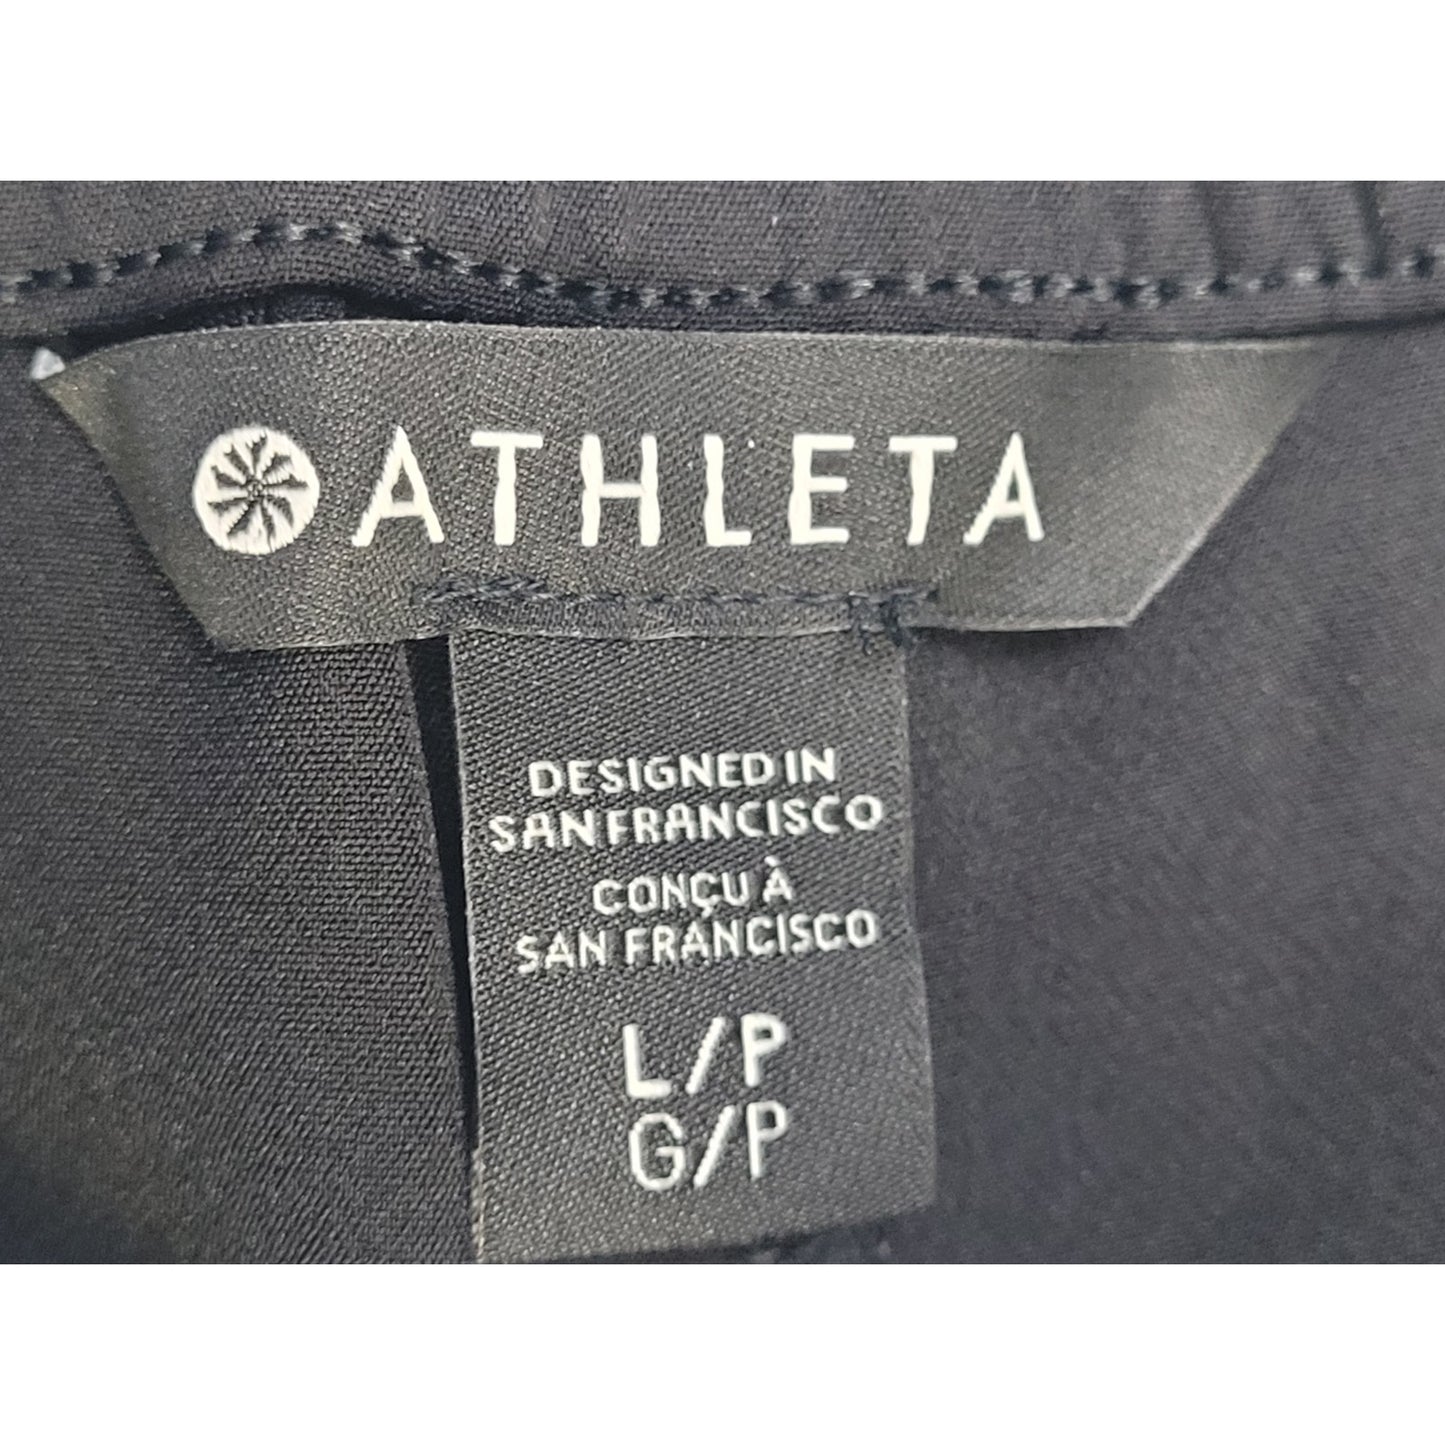 ATHLETA
DESIGNED IN
SAN FRANCISCO
CONÇU À
SAN FRANCISCO
L/P
G/P